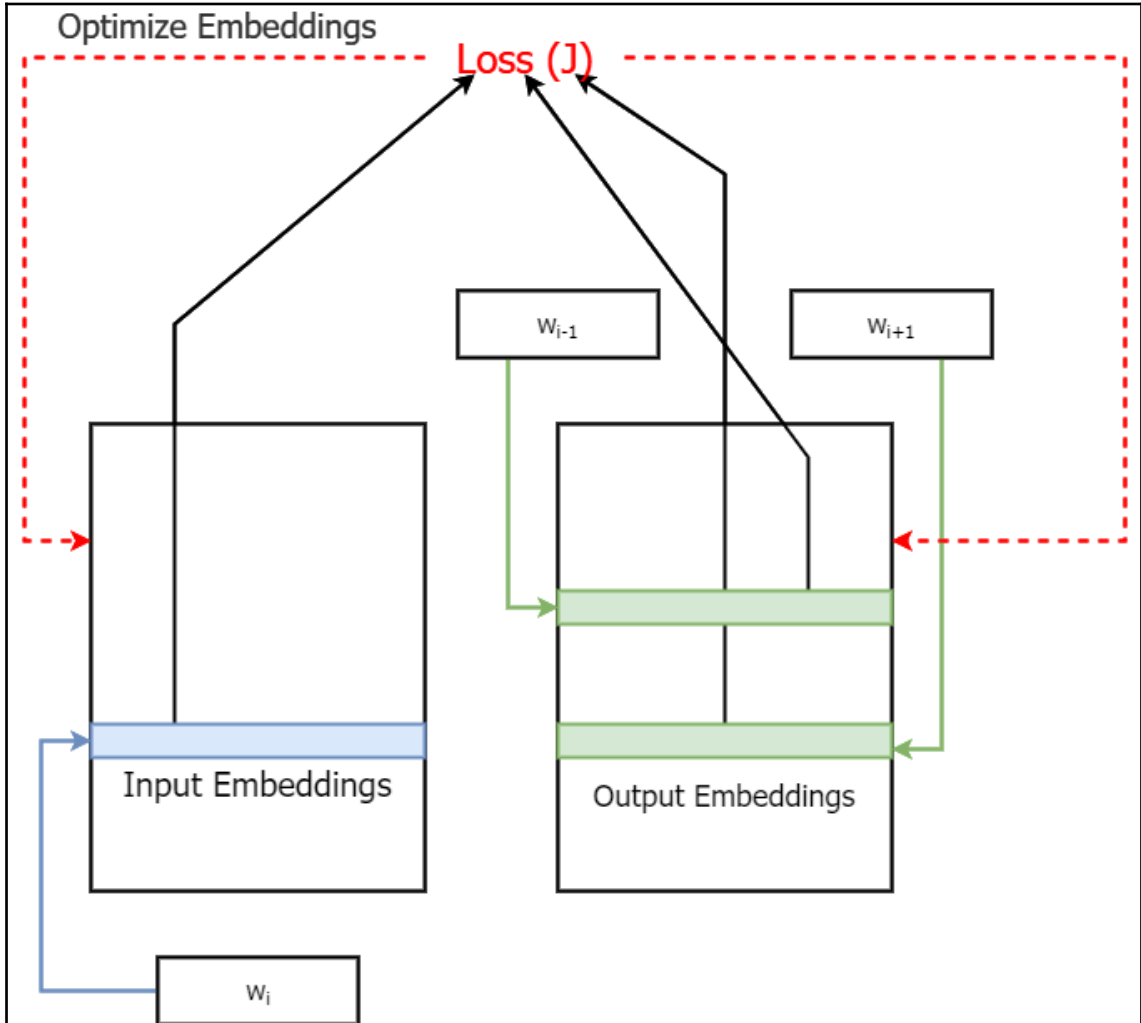 Optimize Embeddings
Loss (J)
wᵢ₋₁
wᵢ₊₁
Input Embeddings
Output Embeddings
wᵢ